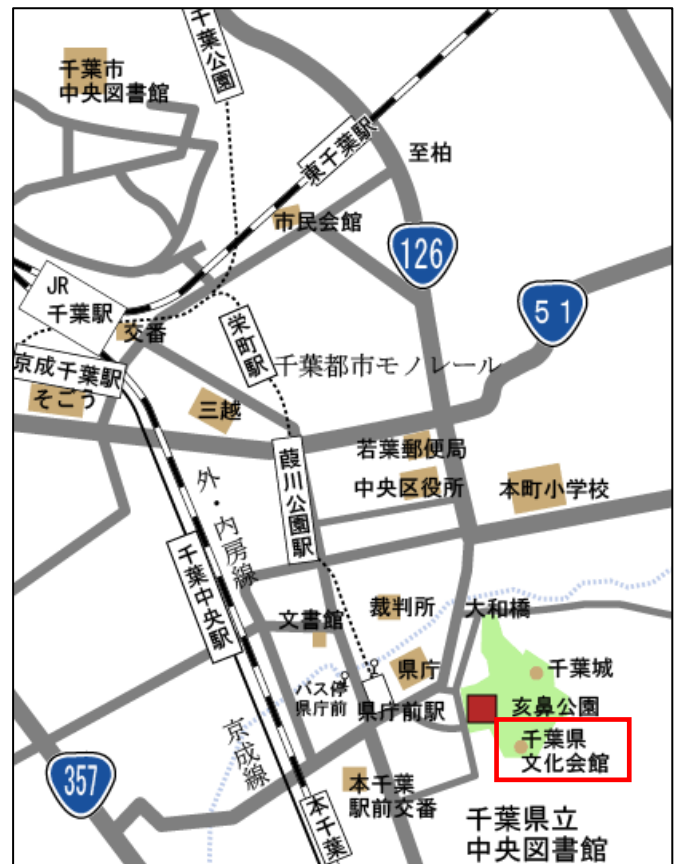 千葉公園
千葉市
中央図書館
東千葉駅
至柏
市民会館
126
JR
千葉駅
51
交番
栄町駅
京成千葉駅
千葉都市モノレール
そごう
三越
葭川公園駅
若葉郵便局
中央区役所
本町小学校
外・内房線
千葉中央駅
裁判所
大和橋
文書館
県庁
千葉城
バス停
県庁前
県庁前駅
亥鼻公園
千葉県
文化会館
京成線
357
本千葉
駅前交番
本千葉
千葉県立
中央図書館